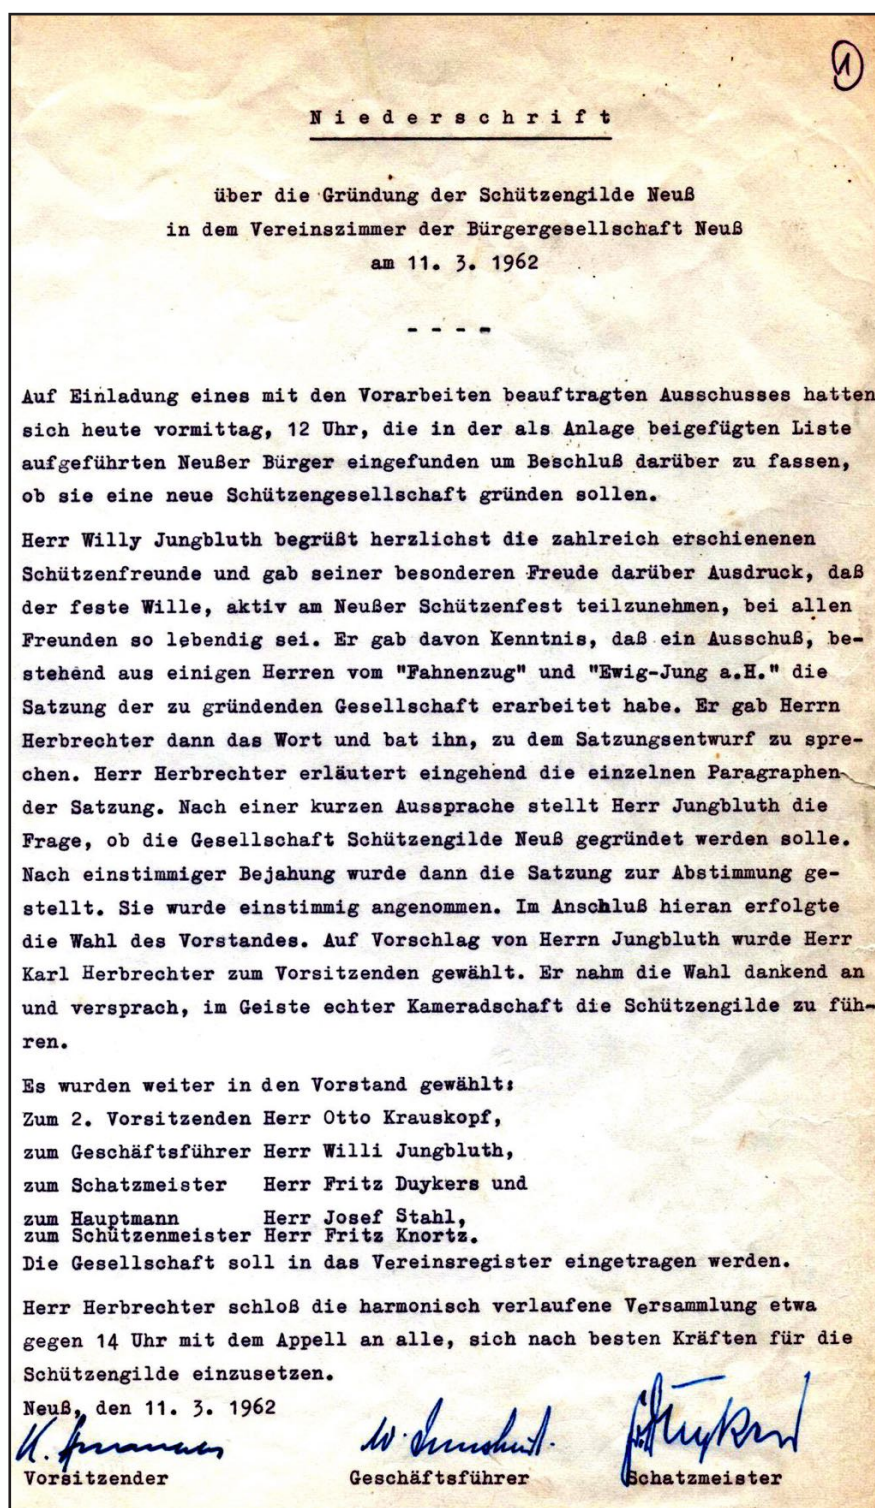 1
Niederschrift
über die Gründung der Schützengilde Neuß
in dem Vereinszimmer der Bürgergesellschaft Neuß
am 11. 3. 1962
- - - -
Auf Einladung eines mit den Vorarbeiten beauftragten Ausschusses hatten
sich heute vormittag, 12 Uhr, die in der als Anlage beigefügten Liste
aufgeführten Neußer Bürger eingefunden um Beschluß darüber zu fassen,
ob sie eine neue Schützengesellschaft gründen sollen.
Herr Willy Jungbluth begrüßt herzlichst die zahlreich erschienenen
Schützenfreunde und gab seiner besonderen Freude darüber Ausdruck, daß
der feste Wille, aktiv am Neußer Schützenfest teilzunehmen, bei allen
Freunden so lebendig sei. Er gab davon Kenntnis, daß ein Ausschuß, be-
stehend aus einigen Herren vom "Fahnenzug" und "Ewig-Jung a.H." die
Satzung der zu gründenden Gesellschaft erarbeitet habe. Er gab Herrn
Herbrechter dann das Wort und bat ihn, zu dem Satzungsentwurf zu spre-
chen. Herr Herbrechter erläutert eingehend die einzelnen Paragraphen
der Satzung. Nach einer kurzen Aussprache stellt Herr Jungbluth die
Frage, ob die Gesellschaft Schützengilde Neuß gegründet werden solle.
Nach einstimmiger Bejahung wurde dann die Satzung zur Abstimmung ge-
stellt. Sie wurde einstimmig angenommen. Im Anschluß hieran erfolgte
die Wahl des Vorstandes. Auf Vorschlag von Herrn Jungbluth wurde Herr
Karl Herbrechter zum Vorsitzenden gewählt. Er nahm die Wahl dankend an
und versprach, im Geiste echter Kameradschaft die Schützengilde zu füh-
ren.
Es wurden weiter in den Vorstand gewählt:
Zum 2. Vorsitzenden Herr Otto Krauskopf,
zum Geschäftsführer Herr Willi Jungbluth,
zum Schatzmeister Herr Fritz Duykers und
zum Hauptmann Herr Josef Stahl,
zum Schützenmeister Herr Fritz Knortz.
Die Gesellschaft soll in das Vereinsregister eingetragen werden.
Herr Herbrechter schloß die harmonisch verlaufene Versammlung etwa
gegen 14 Uhr mit dem Appell an alle, sich nach besten Kräften für die
Schützengilde einzusetzen.
Neuß, den 11. 3. 1962
Vorsitzender Geschäftsführer Schatzmeister